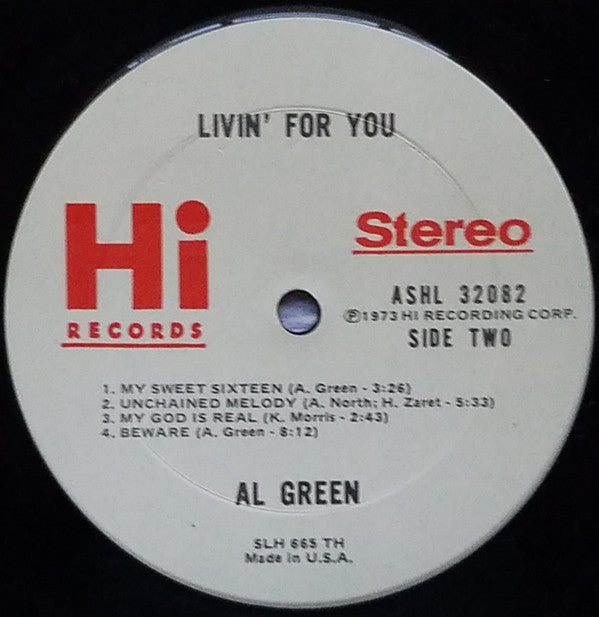 LIVIN' FOR YOU
Hi
RECORDS
Stereo
ASHL 32082
℗1973 HI RECORDING CORP.
SIDE TWO
1. MY SWEET SIXTEEN (A. Green - 3:26)
2. UNCHAINED MELODY (A. North; H. Zaret - 5:33)
3. MY GOD IS REAL (K. Morris - 2:43)
4. BEWARE (A. Green - 8:12)
AL GREEN
SLH 665 TH
Made in U.S.A.